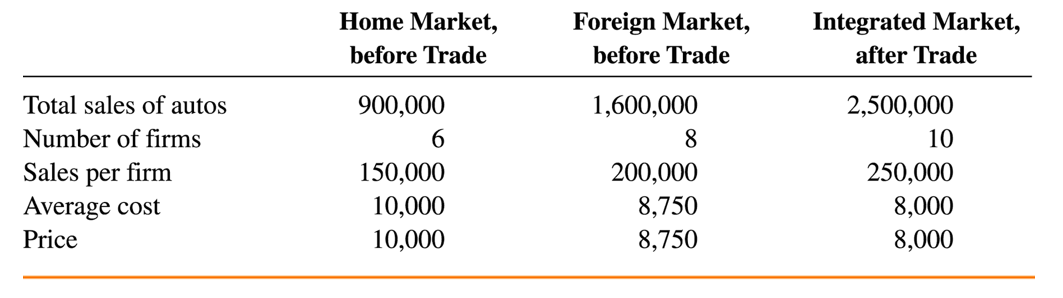 Home Market, Foreign Market, Integrated Market,
before Trade before Trade after Trade
Total sales of autos 900,000 1,600,000 2,500,000
Number of firms 6 8 10
Sales per firm 150,000 200,000 250,000
Average cost 10,000 8,750 8,000
Price 10,000 8,750 8,000